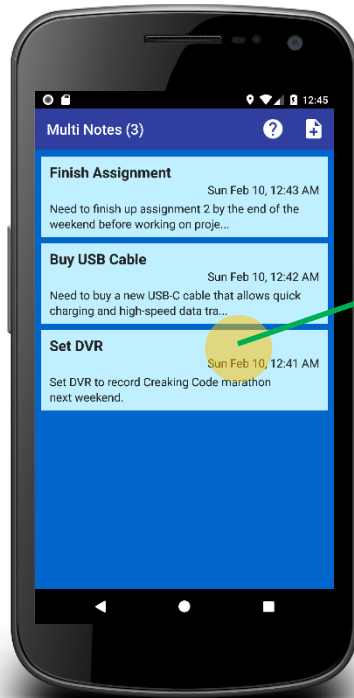 12:45
Multi Notes (3)
Finish Assignment
Sun Feb 10, 12:43 AM
Need to finish up assignment 2 by the end of the
weekend before working on proje...
Buy USB Cable
Sun Feb 10, 12:42 AM
Need to buy a new USB-C cable that allows quick
charging and high-speed data tra...
Set DVR
Sun Feb 10, 12:41 AM
Set DVR to record Creaking Code marathon
next weekend.